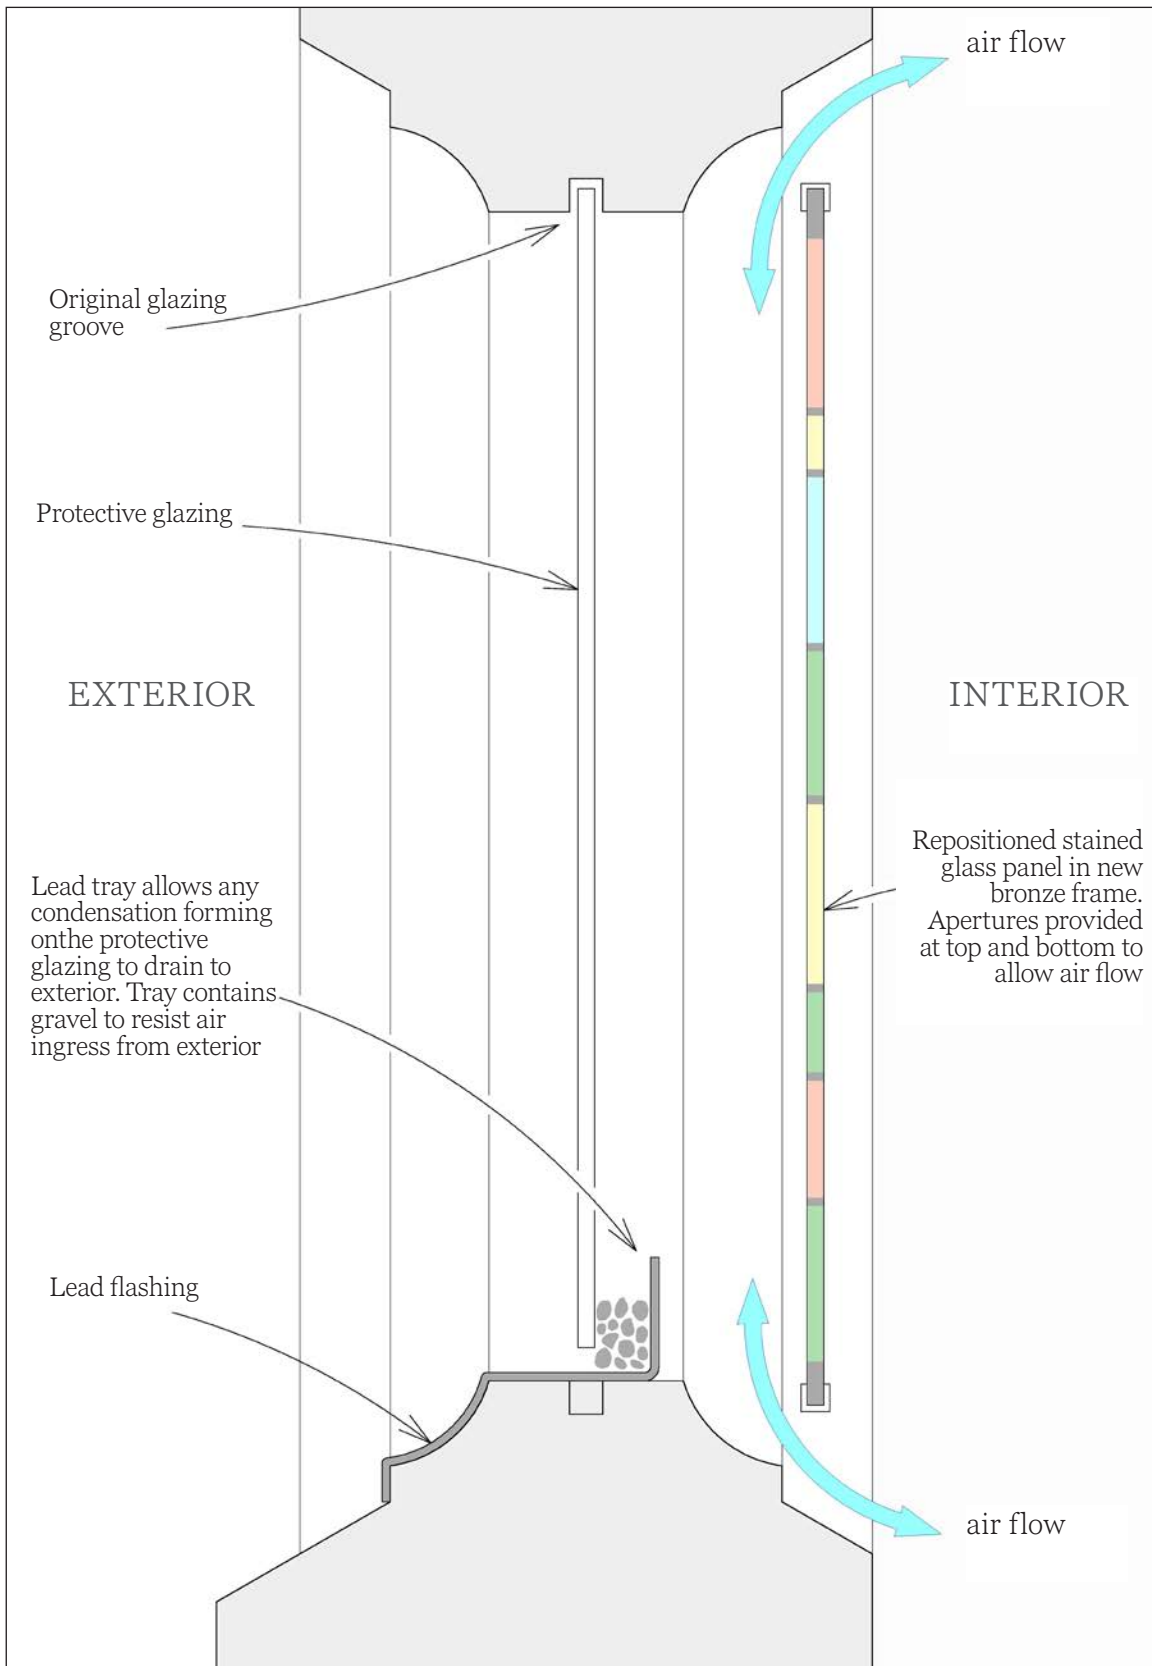 air flow
Original glazing
groove
Protective glazing
EXTERIOR
INTERIOR
Repositioned stained
glass panel in new
bronze frame.
Apertures provided
at top and bottom to
allow air flow
Lead tray allows any
condensation forming
onthe protective
glazing to drain to
exterior. Tray contains
gravel to resist air
ingress from exterior
Lead flashing
air flow